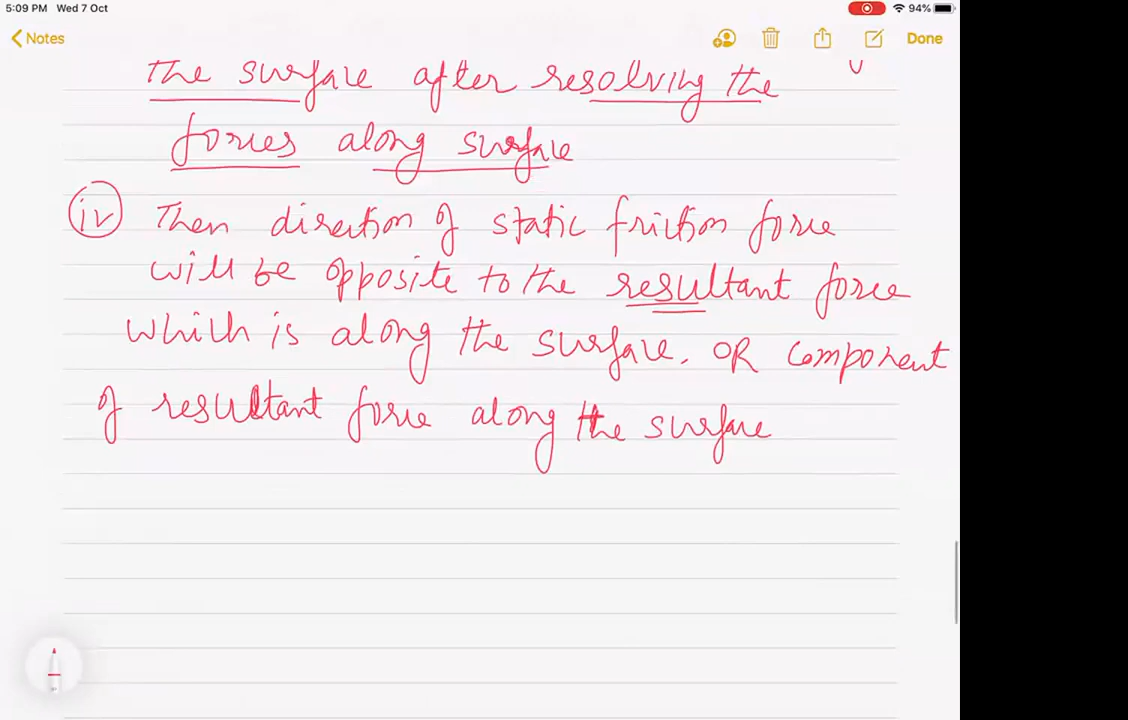 5:09 PM Wed 7 Oct
94%
Notes
Done
the surface after resolving the
forces along surface
iv Then direction of static friction force
will be opposite to the resultant force
which is along the surface. OR component
of resultant force along the surface